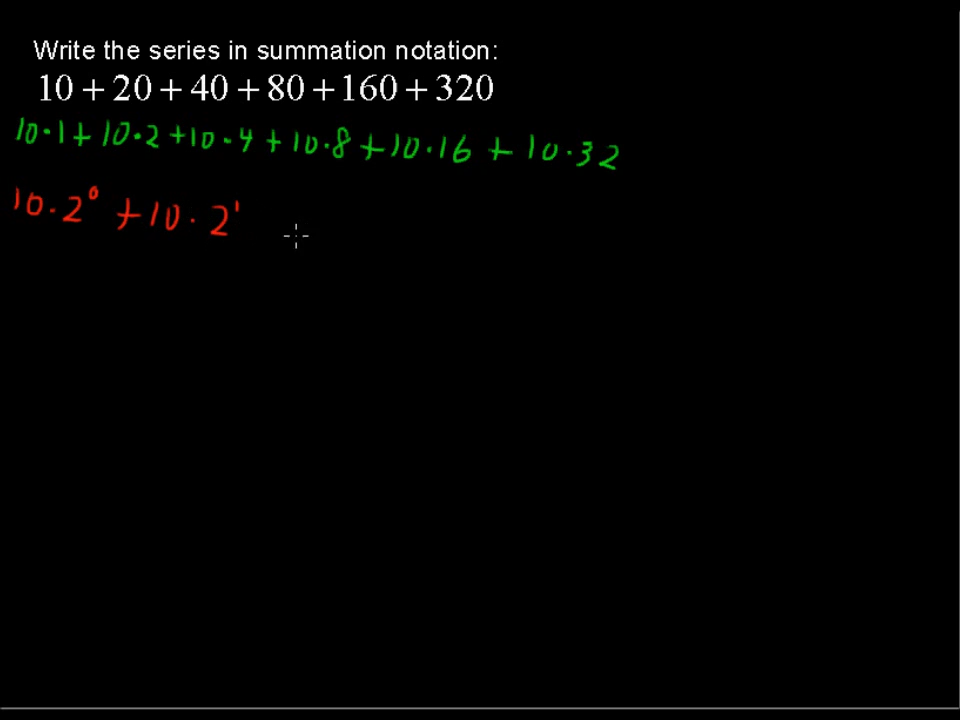 Write the series in summation notation:
10 + 20 + 40 + 80 + 160 + 320
10·1 + 10·2 + 10·4 + 10·8 + 10·16 + 10·32
10·2⁰ + 10·2¹